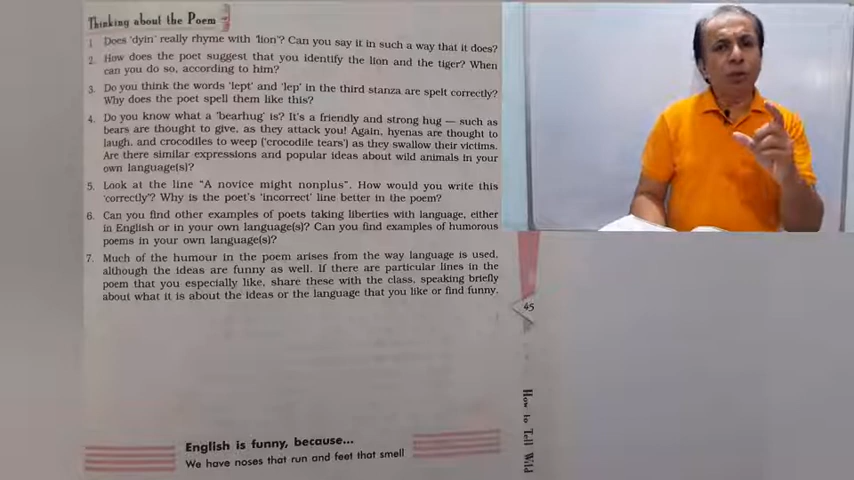 Thinking about the Poem
1. Does 'dyin' really rhyme with 'lion'? Can you say it in such a way that it does?
2. How does the poet suggest that you identify the lion and the tiger? When
can you do so, according to him?
3. Do you think the words 'lept' and 'lep' in the third stanza are spelt correctly?
Why does the poet spell them like this?
4. Do you know what a 'bearhug' is? It's a friendly and strong hug — such as
bears are thought to give, as they attack you! Again, hyenas are thought to
laugh, and crocodiles to weep ('crocodile tears') as they swallow their victims.
Are there similar expressions and popular ideas about wild animals in your
own language(s)?
5. Look at the line "A novice might nonplus". How would you write this
'correctly'? Why is the poet's 'incorrect' line better in the poem?
6. Can you find other examples of poets taking liberties with language, either
in English or in your own language(s)? Can you find examples of humorous
poems in your own language(s)?
7. Much of the humour in the poem arises from the way language is used,
although the ideas are funny as well. If there are particular lines in the
poem that you especially like, share these with the class, speaking briefly
about what it is about the ideas or the language that you like or find funny.
45
How to Tell Wild
English is funny, because...
We have noses that run and feet that smell